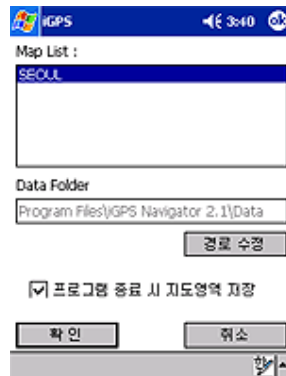 iGPS 3:40 ok
Map List :
SEOUL
Data Folder
Program Files\iGPS Navigator 2.1\Data
경로 수정
프로그램 종료 시 지도영역 저장
확 인 취소
한